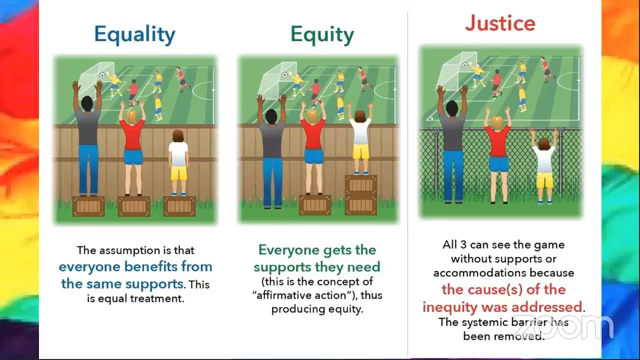 Equality
The assumption is that
everyone benefits from
the same supports. This
is equal treatment.
Equity
Everyone gets the
supports they need
(this is the concept of
"affirmative action"), thus
producing equity.
Justice
All 3 can see the game
without supports or
accommodations because
the cause(s) of the
inequity was addressed.
The systemic barrier has
been removed.
zoom